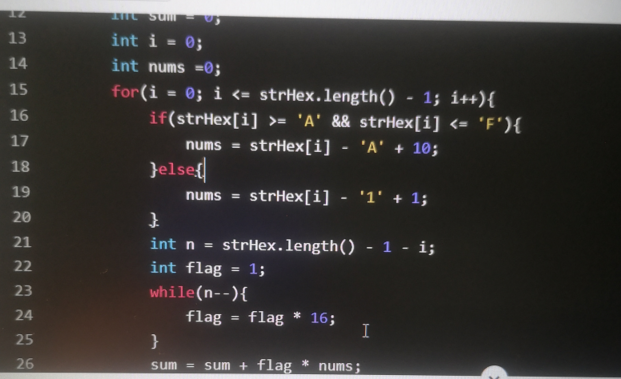 12 int sum = 0;
13 int i = 0;
14 int nums =0;
15 for(i = 0; i <= strHex.length() - 1; i++){
16 if(strHex[i] >= 'A' && strHex[i] <= 'F'){
17 nums = strHex[i] - 'A' + 10;
18 }else{
19 nums = strHex[i] - '1' + 1;
20 }
21 int n = strHex.length() - 1 - i;
22 int flag = 1;
23 while(n--){
24 flag = flag * 16;
25 }
26 sum = sum + flag * nums;